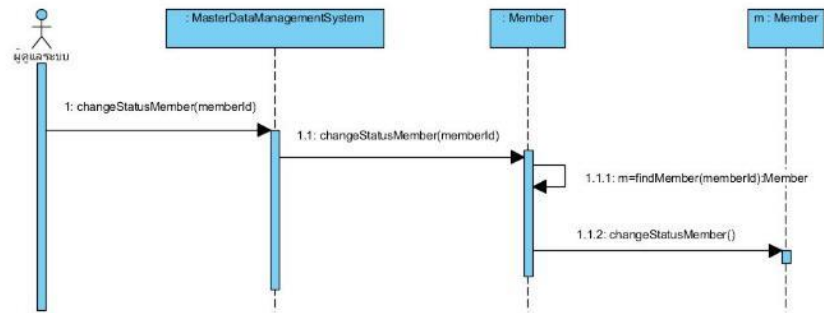 : MasterDataManagementSystem
: Member
m : Member
ผู้ดูแลระบบ
1: changeStatusMember(memberId)
1.1: changeStatusMember(memberId)
1.1.1: m=findMember(memberId):Member
1.1.2: changeStatusMember()